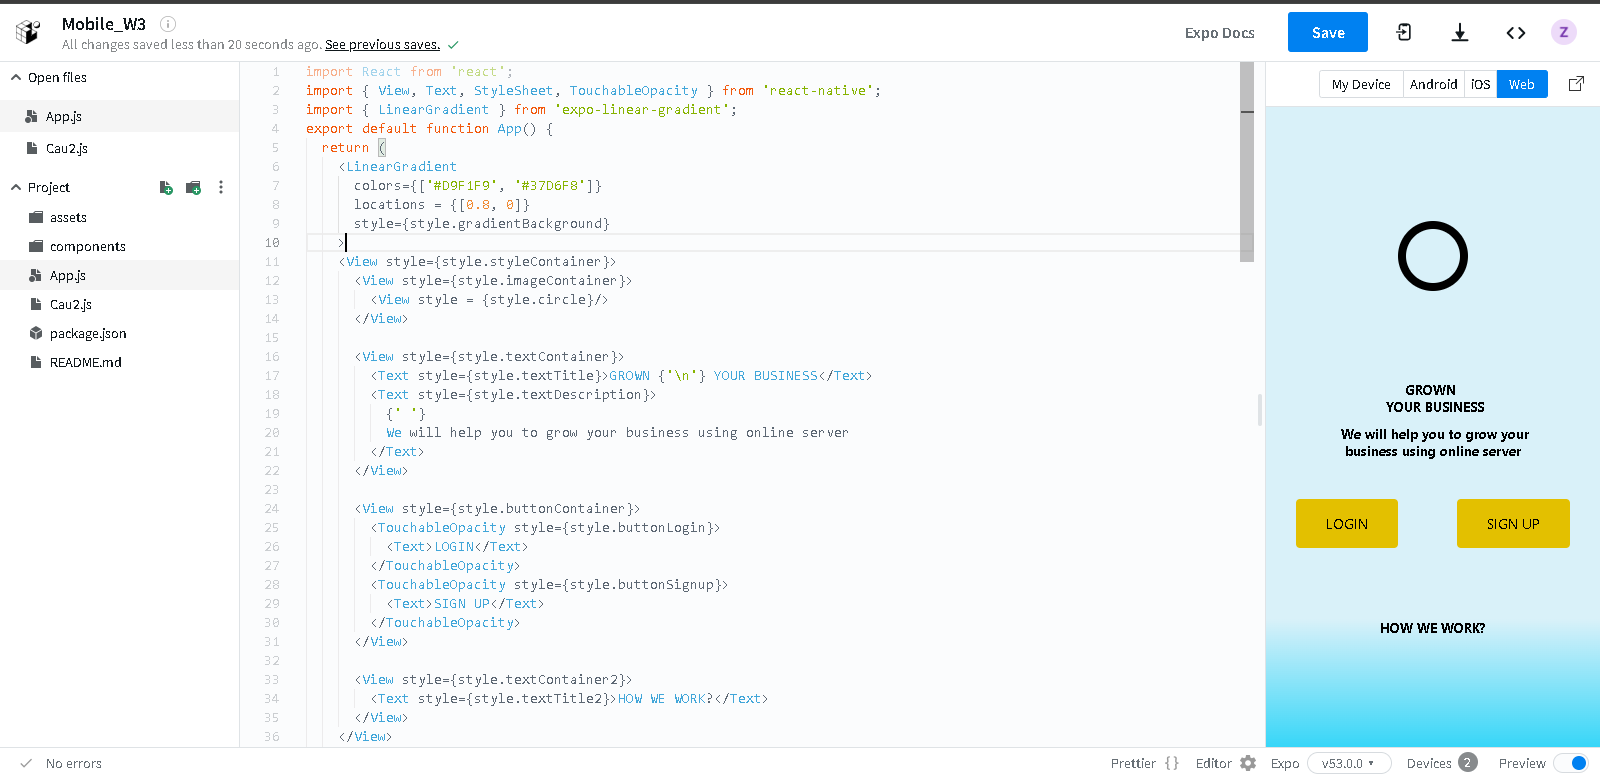 Mobile_W3
All changes saved less than 20 seconds ago. See previous saves.
Expo Docs
Save
Z
Open files
App.js
Cau2.js
Project
assets
components
App.js
Cau2.js
package.json
README.md
1 import React from 'react';
2 import { View, Text, StyleSheet, TouchableOpacity } from 'react-native';
3 import { LinearGradient } from 'expo-linear-gradient';
4 export default function App() {
5 return (
6 <LinearGradient
7 colors={['#D9F1F9', '#37D6F8']}
8 locations = {[0.8, 0]}
9 style={style.gradientBackground}
10 >
11 <View style={style.styleContainer}>
12 <View style={style.imageContainer}>
13 <View style = {style.circle}/>
14 </View>
15
16 <View style={style.textContainer}>
17 <Text style={style.textTitle}>GROWN {'\n'} YOUR BUSINESS</Text>
18 <Text style={style.textDescription}>
19 {' '}
20 We will help you to grow your business using online server
21 </Text>
22 </View>
23
24 <View style={style.buttonContainer}>
25 <TouchableOpacity style={style.buttonLogin}>
26 <Text>LOGIN</Text>
27 </TouchableOpacity>
28 <TouchableOpacity style={style.buttonSignup}>
29 <Text>SIGN UP</Text>
30 </TouchableOpacity>
31 </View>
32
33 <View style={style.textContainer2}>
34 <Text style={style.textTitle2}>HOW WE WORK?</Text>
35 </View>
36 </View>
My Device Android iOS Web
GROWN
YOUR BUSINESS
We will help you to grow your
business using online server
LOGIN SIGN UP
HOW WE WORK?
No errors
Prettier {} Editor Expo v53.0.0 Devices 2 Preview